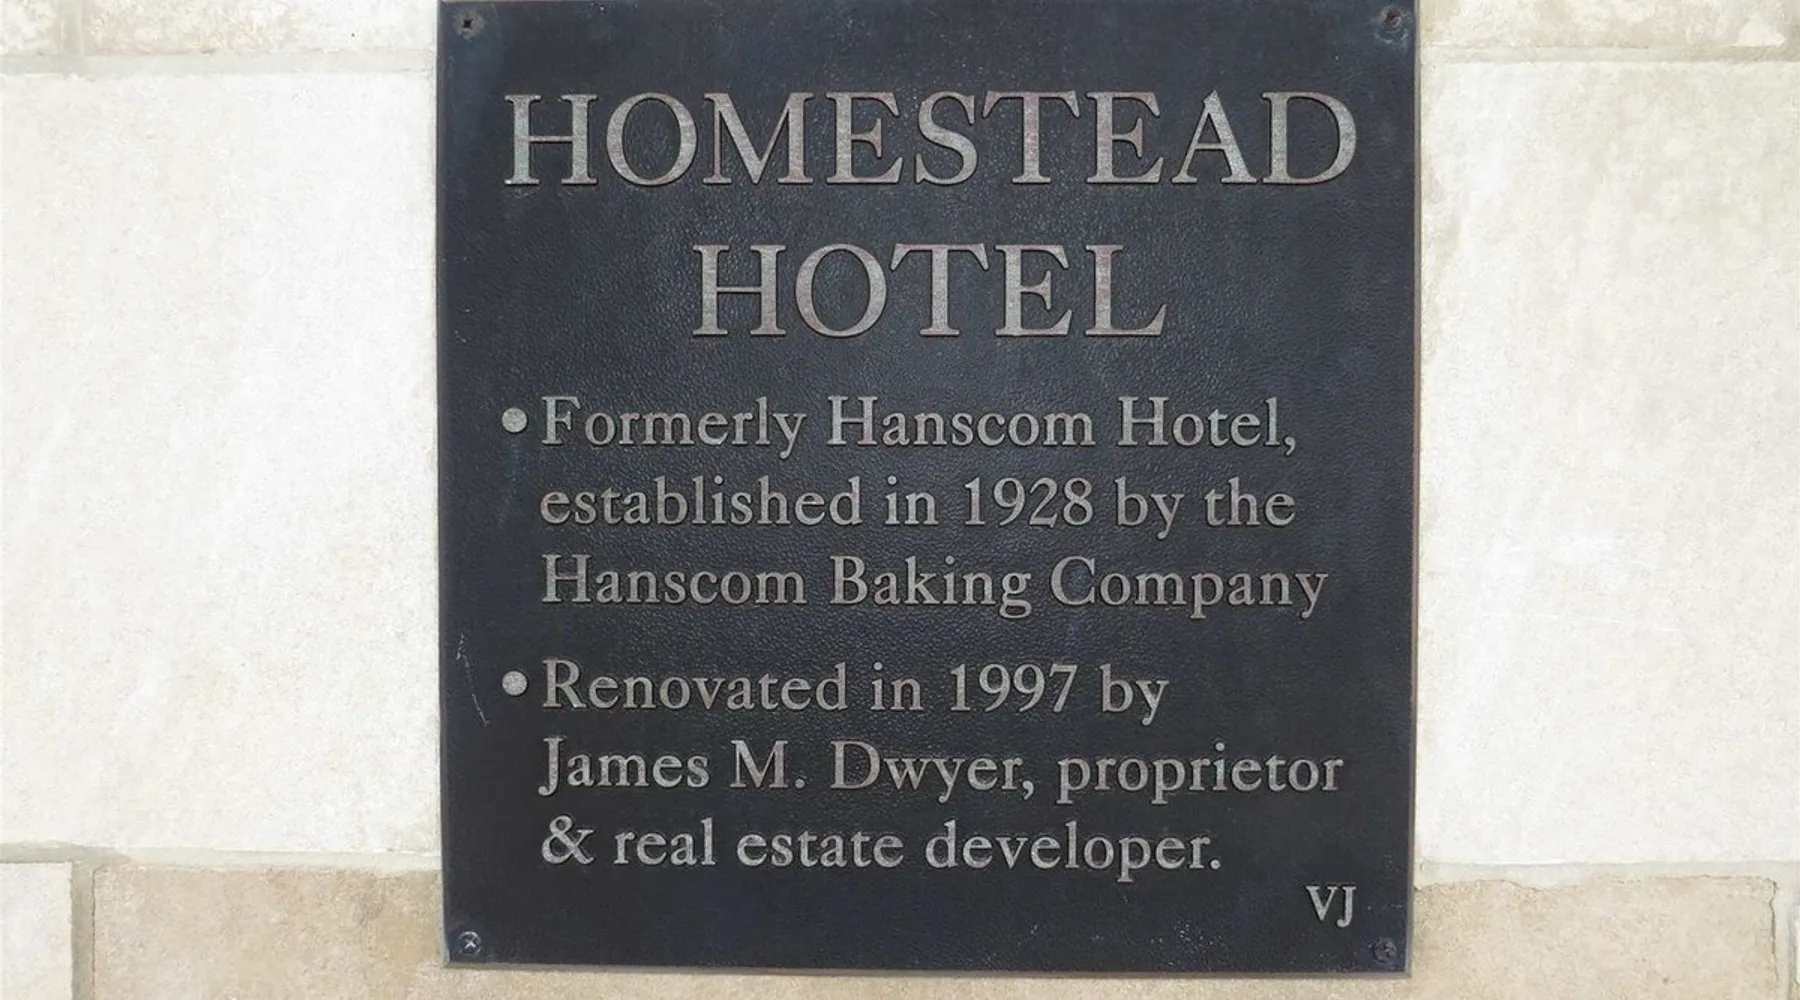 HOMESTEAD
HOTEL
• Formerly Hanscom Hotel,
established in 1928 by the
Hanscom Baking Company
• Renovated in 1997 by
James M. Dwyer, proprietor
& real estate developer.
VJ